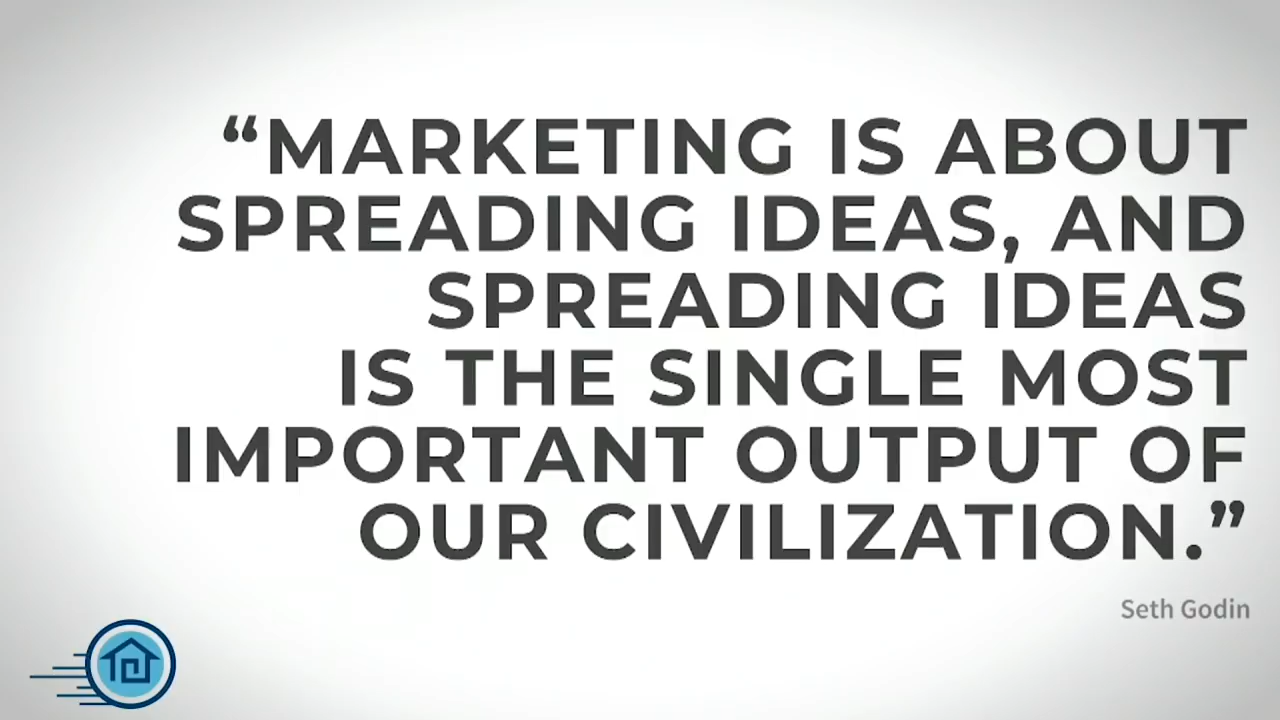 “MARKETING IS ABOUT
SPREADING IDEAS, AND
SPREADING IDEAS
IS THE SINGLE MOST
IMPORTANT OUTPUT OF
OUR CIVILIZATION.”
Seth Godin